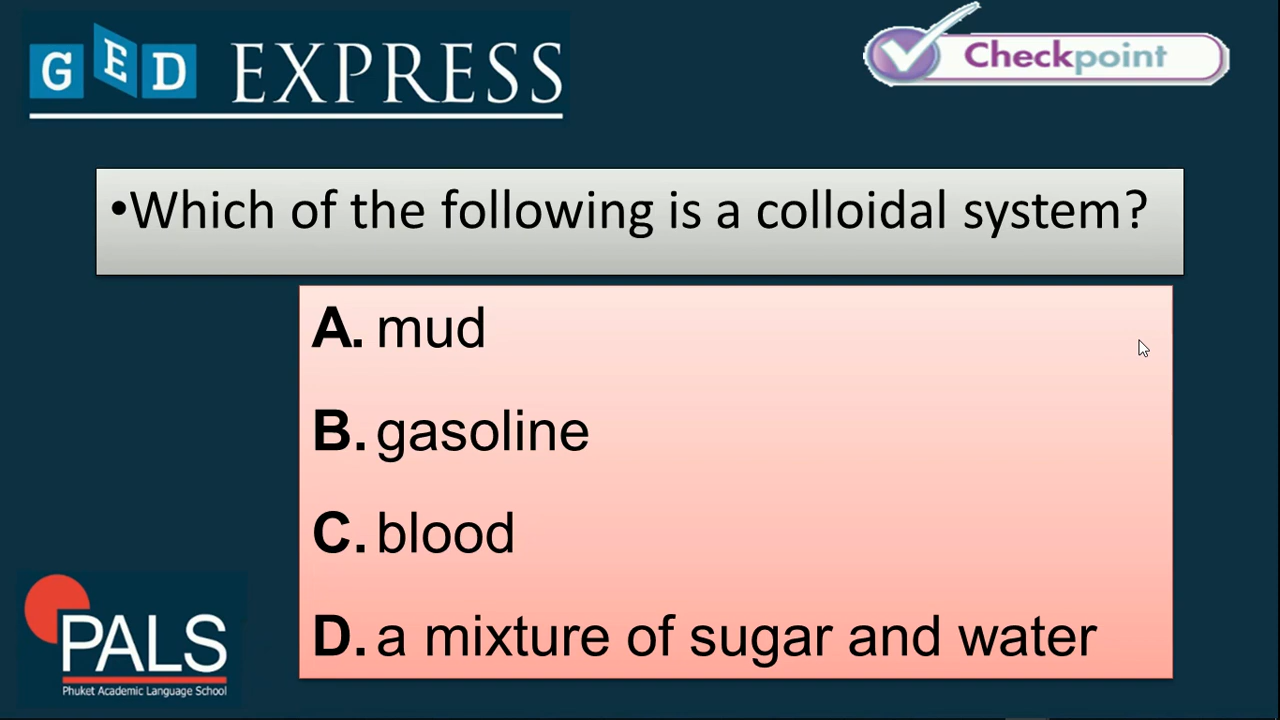 GED EXPRESS
Checkpoint
•Which of the following is a colloidal system?
A. mud
B. gasoline
C. blood
D. a mixture of sugar and water
PALS
Phuket Academic Language School